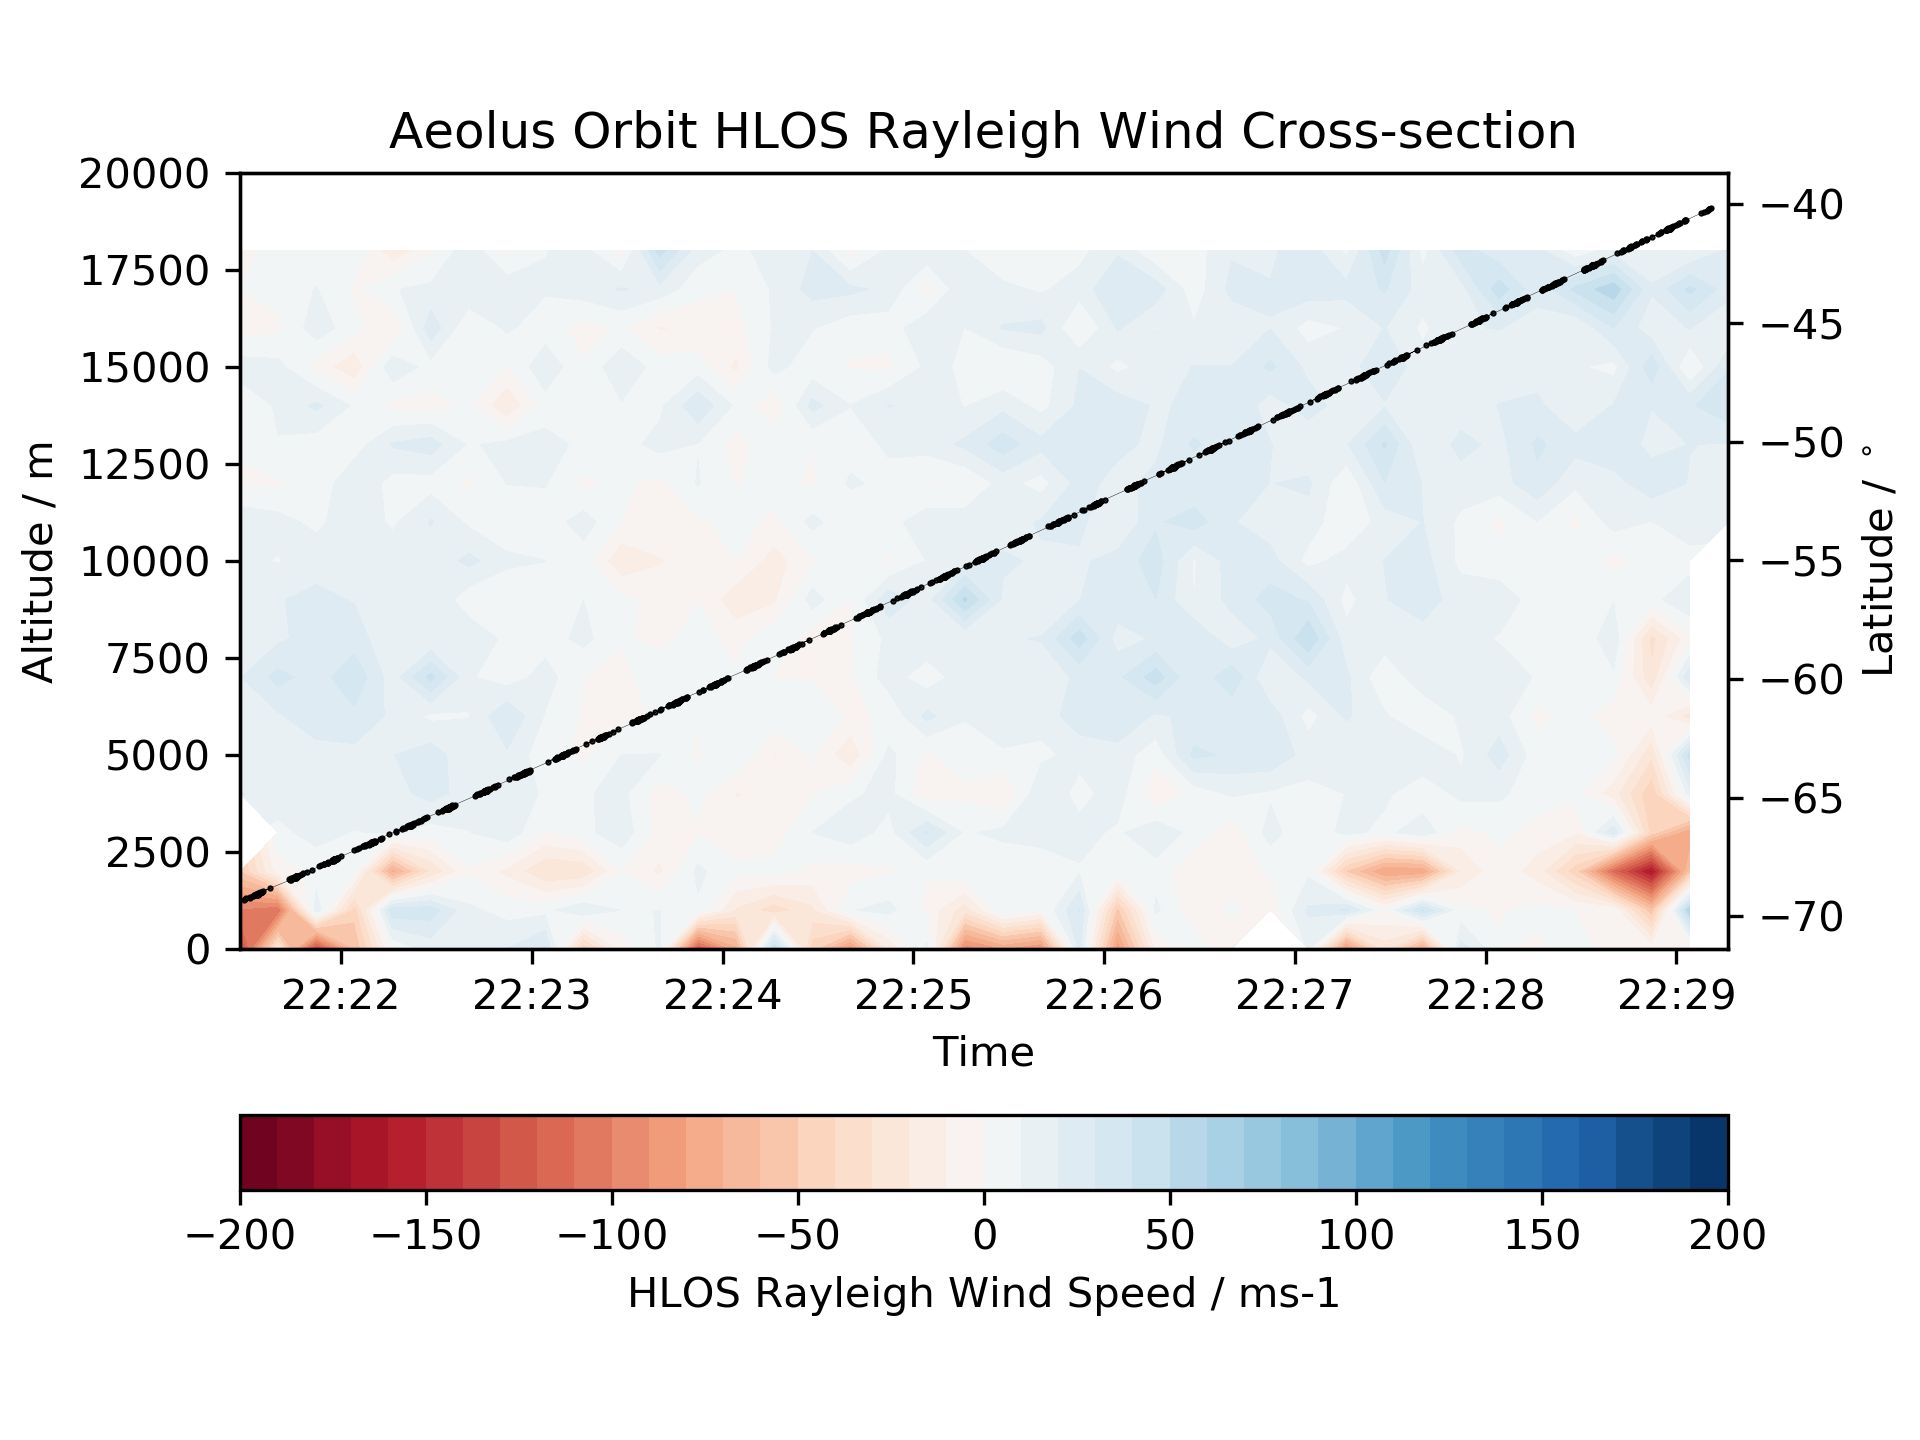 Aeolus Orbit HLOS Rayleigh Wind Cross-section
20000
17500
15000
12500
10000
7500
5000
2500
0
Altitude / m
−40
−45
−50
−55
−60
−65
−70
Latitude / °
22:22 22:23 22:24 22:25 22:26 22:27 22:28 22:29
Time
−200 −150 −100 −50 0 50 100 150 200
HLOS Rayleigh Wind Speed / ms-1